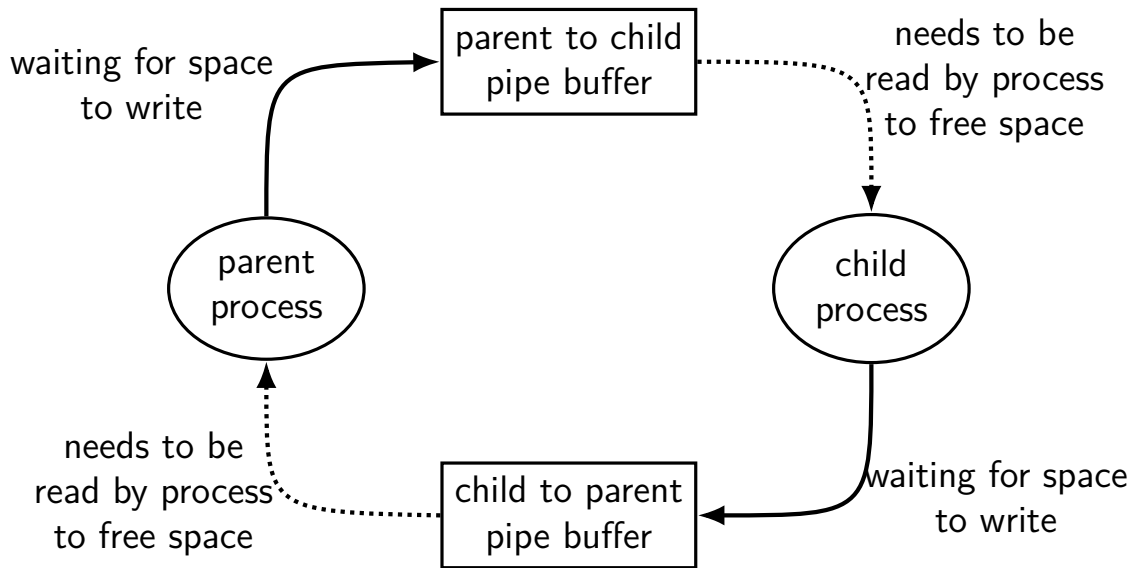 waiting for space
to write
parent to child
pipe buffer
needs to be
read by process
to free space
parent
process
child
process
needs to be
read by process
to free space
child to parent
pipe buffer
waiting for space
to write